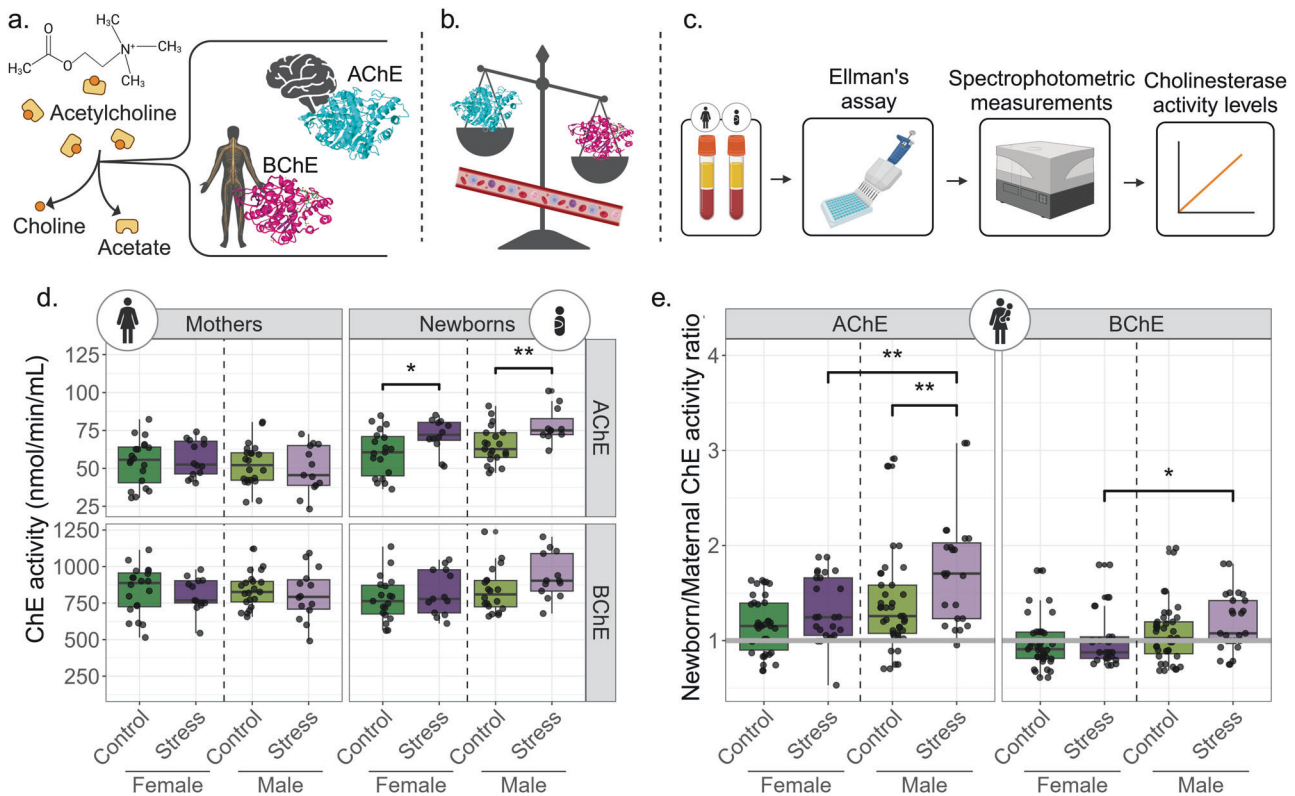 a.
O
H₃C
O
N⁺
CH₃
CH₃
CH₃
Acetylcholine
Choline
Acetate
AChE
BChE
b.
c.
Ellman's
assay
Spectrophotometric
measurements
Cholinesterase
activity levels
d.
Mothers
Newborns
ChE activity (nmol/min/mL)
125
100
75
50
25
* **
AChE
1250
1000
750
500
250
BChE
Control Stress Control Stress Control Stress Control Stress
Female Male Female Male
e.
AChE BChE
Newborn/Maternal ChE activity ratio
4
3
2
1
**
**
*
Control Stress Control Stress Control Stress Control Stress
Female Male Female Male